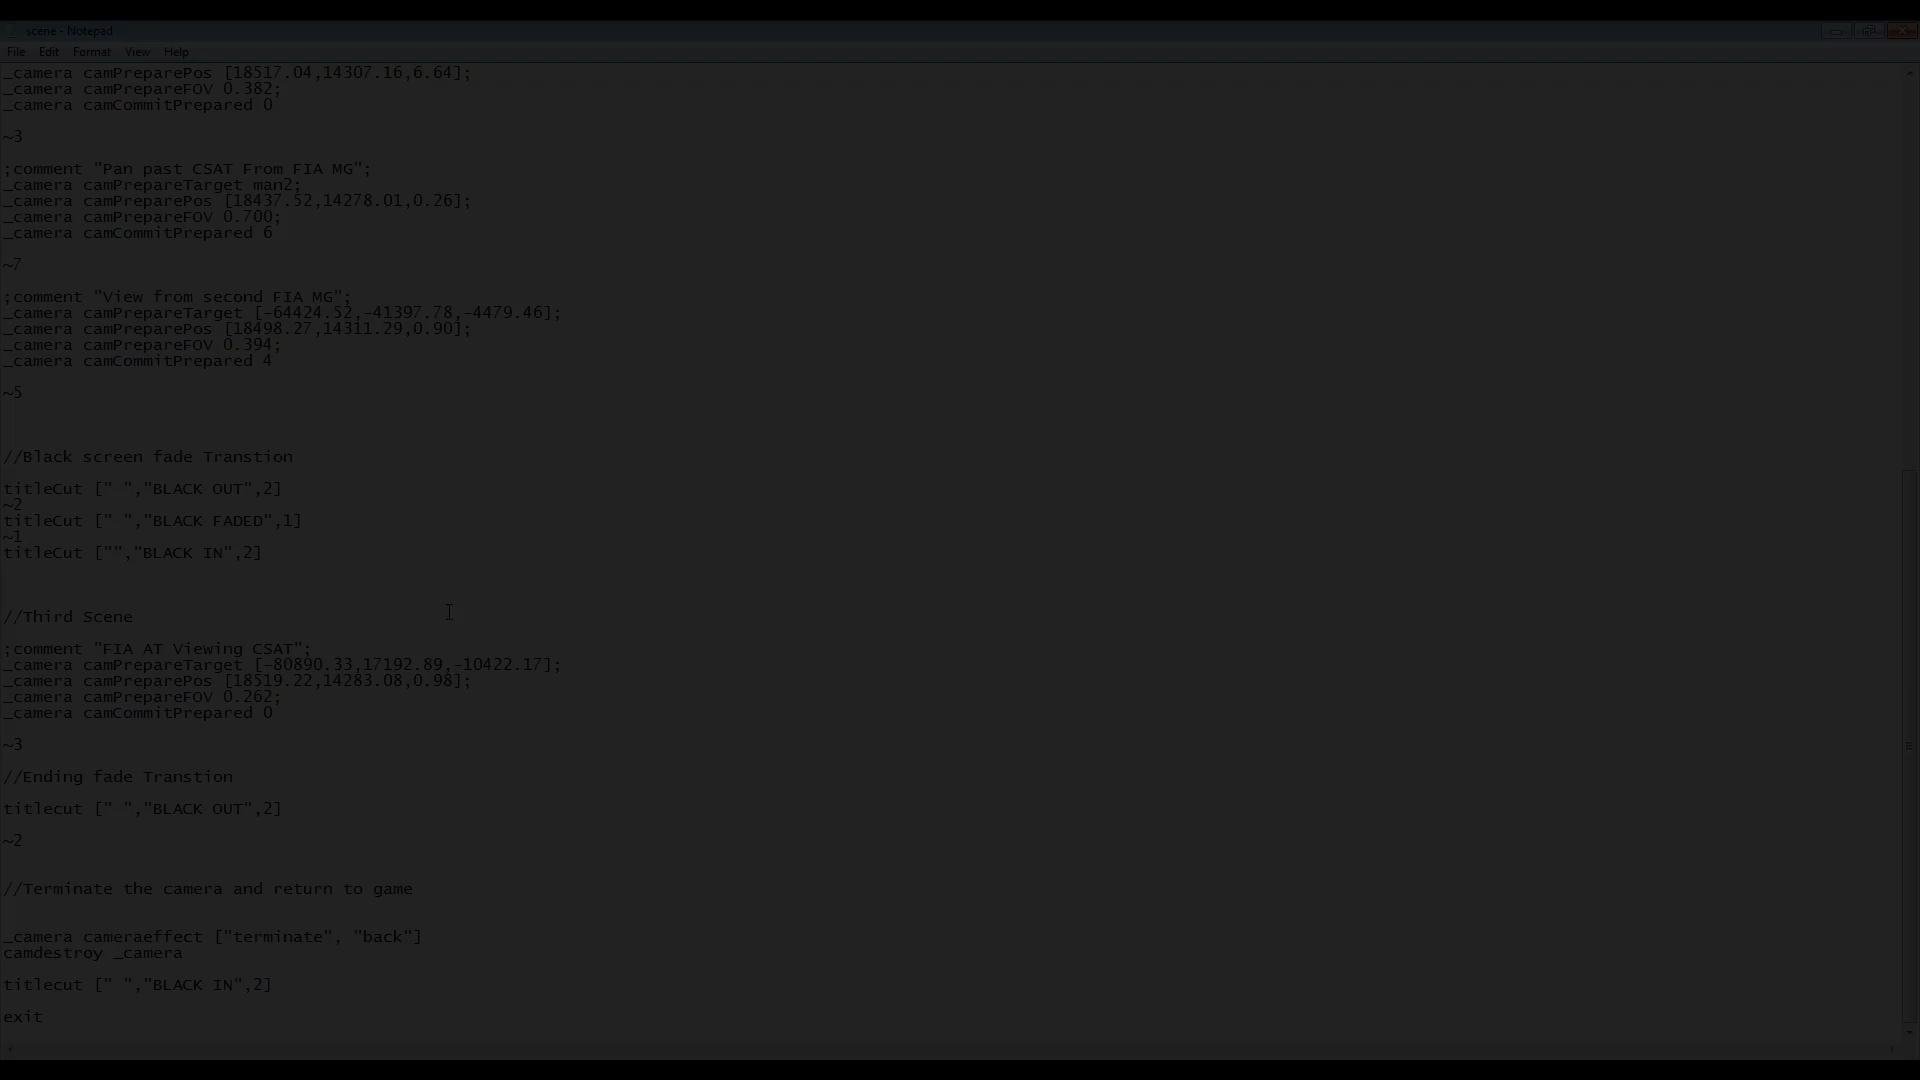 scene - Notepad
File Edit Format View Help
_camera camPreparePos [18517.04,14307.16,6.64];
_camera camPrepareFOV 0.382;
_camera camCommitPrepared 0
~3
;comment "Pan past CSAT From FIA MG";
_camera camPrepareTarget man2;
_camera camPreparePos [18437.52,14278.01,0.26];
_camera camPrepareFOV 0.700;
_camera camCommitPrepared 6
~7
;comment "View from second FIA MG";
_camera camPrepareTarget [-64424.52,-41397.78,-4479.46];
_camera camPreparePos [18498.27,14311.29,0.90];
_camera camPrepareFOV 0.394;
_camera camCommitPrepared 4
~5
//Black screen fade Transtion
titleCut [" ","BLACK OUT",2]
~2
titleCut [" ","BLACK FADED",1]
~1
titleCut ["","BLACK IN",2]
//Third Scene
;comment "FIA AT Viewing CSAT";
_camera camPrepareTarget [-80890.33,17192.89,-10422.17];
_camera camPreparePos [18519.22,14283.08,0.98];
_camera camPrepareFOV 0.262;
_camera camCommitPrepared 0
~3
//Ending fade Transtion
titlecut [" ","BLACK OUT",2]
~2
//Terminate the camera and return to game
_camera cameraeffect ["terminate", "back"]
camdestroy _camera
titlecut [" ","BLACK IN",2]
exit